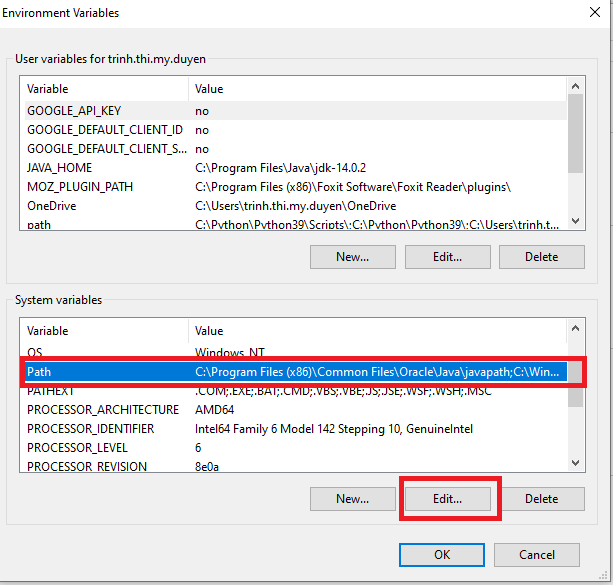 Environment Variables
User variables for trinh.thi.my.duyen
Variable Value
GOOGLE_API_KEY no
GOOGLE_DEFAULT_CLIENT_ID no
GOOGLE_DEFAULT_CLIENT_S... no
JAVA_HOME C:\Program Files\Java\jdk-14.0.2
MOZ_PLUGIN_PATH C:\Program Files (x86)\Foxit Software\Foxit Reader\plugins\
OneDrive C:\Users\trinh.thi.my.duyen\OneDrive
path C:\Python\Python39\Scripts\;C:\Python\Python39\;C:\Users\trinh.t...
New... Edit... Delete
System variables
Variable Value
OS Windows_NT
Path C:\Program Files (x86)\Common Files\Oracle\Java\javapath;C:\Win...
PATHEXT .COM;.EXE;.BAT;.CMD;.VBS;.VBE;.JS;.JSE;.WSF;.WSH;.MSC
PROCESSOR_ARCHITECTURE AMD64
PROCESSOR_IDENTIFIER Intel64 Family 6 Model 142 Stepping 10, GenuineIntel
PROCESSOR_LEVEL 6
PROCESSOR_REVISION 8e0a
New... Edit... Delete
OK Cancel